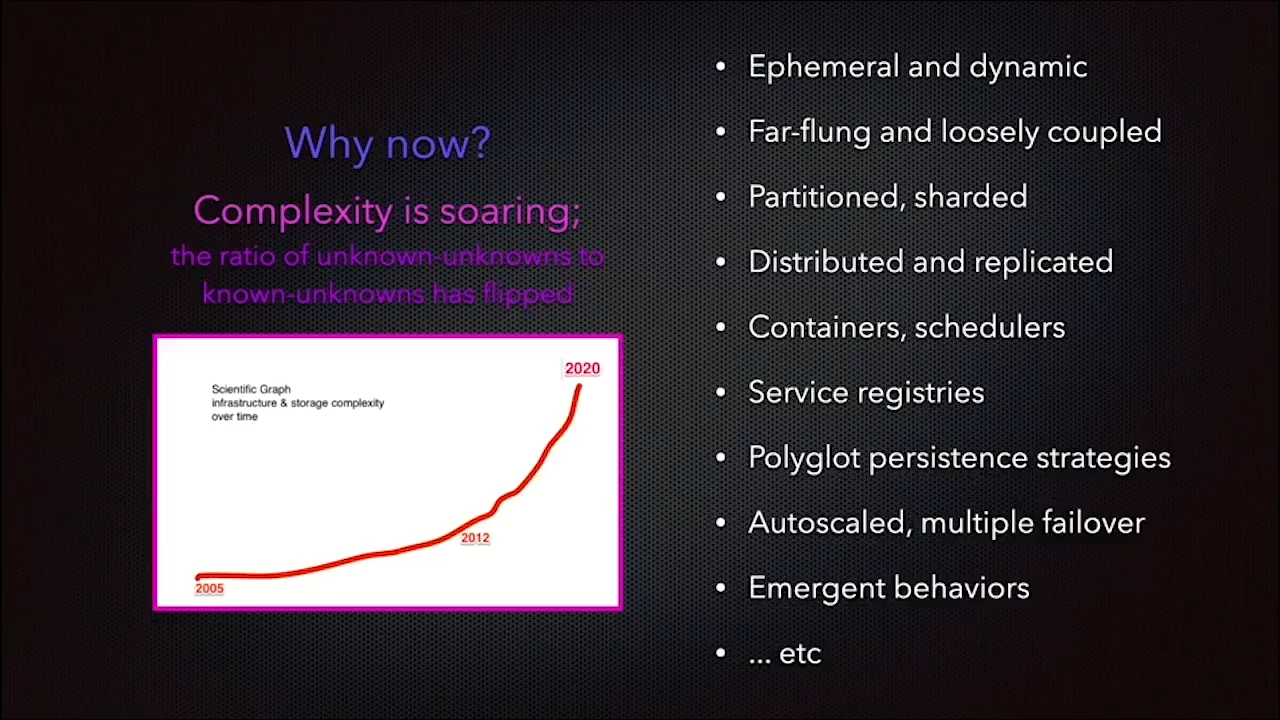 Why now?
Complexity is soaring;
the ratio of unknown-unknowns to
known-unknowns has flipped
Scientific Graph
infrastructure & storage complexity
over time
2020
2012
2005
• Ephemeral and dynamic
• Far-flung and loosely coupled
• Partitioned, sharded
• Distributed and replicated
• Containers, schedulers
• Service registries
• Polyglot persistence strategies
• Autoscaled, multiple failover
• Emergent behaviors
• ... etc